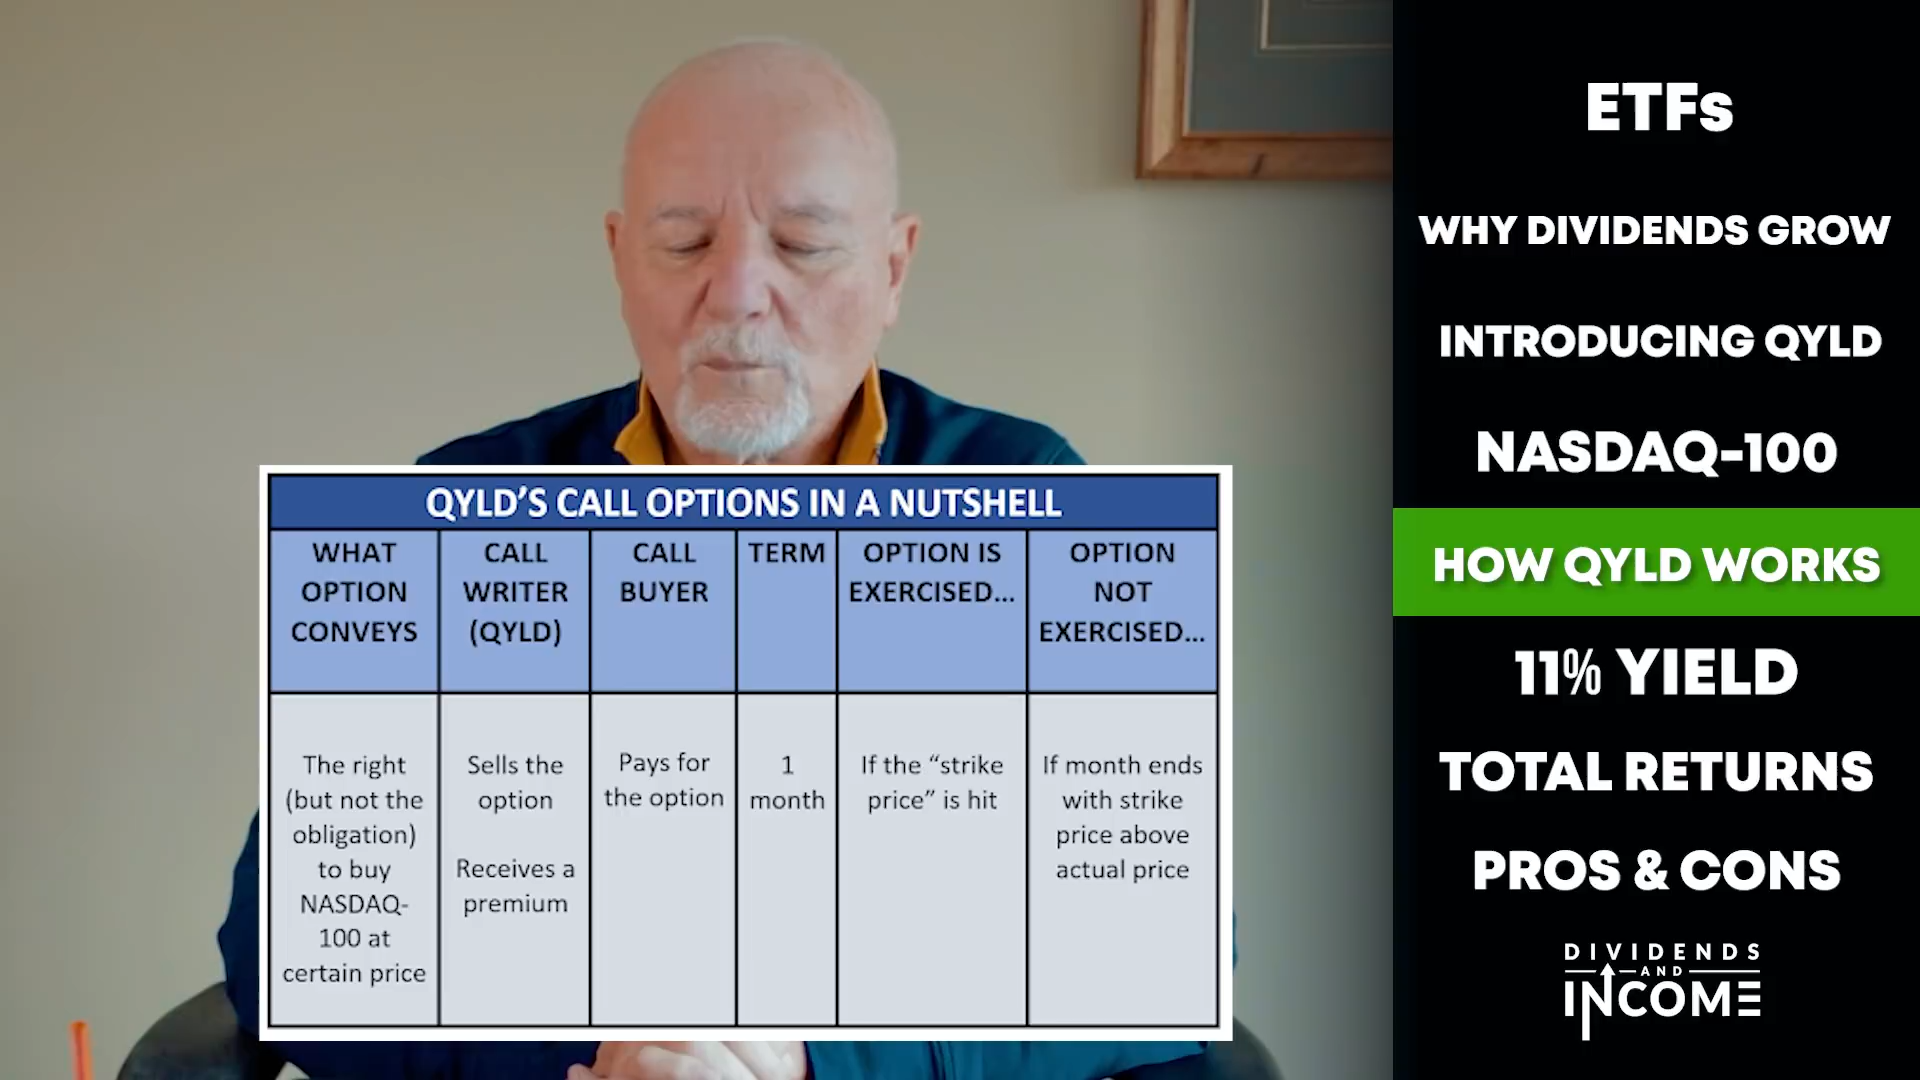 QYLD'S CALL OPTIONS IN A NUTSHELL
WHAT
OPTION
CONVEYS
CALL
WRITER
(QYLD)
CALL
BUYER
TERM
OPTION IS
EXERCISED...
OPTION
NOT
EXERCISED...
The right
(but not the
obligation)
to buy
NASDAQ-
100 at
certain price
Sells the
option
Receives a
premium
Pays for
the option
1
month
If the “strike
price” is hit
If month ends
with strike
price above
actual price
ETFs
WHY DIVIDENDS GROW
INTRODUCING QYLD
NASDAQ-100
HOW QYLD WORKS
11% YIELD
TOTAL RETURNS
PROS & CONS
DIVIDENDS
AND
INCOME